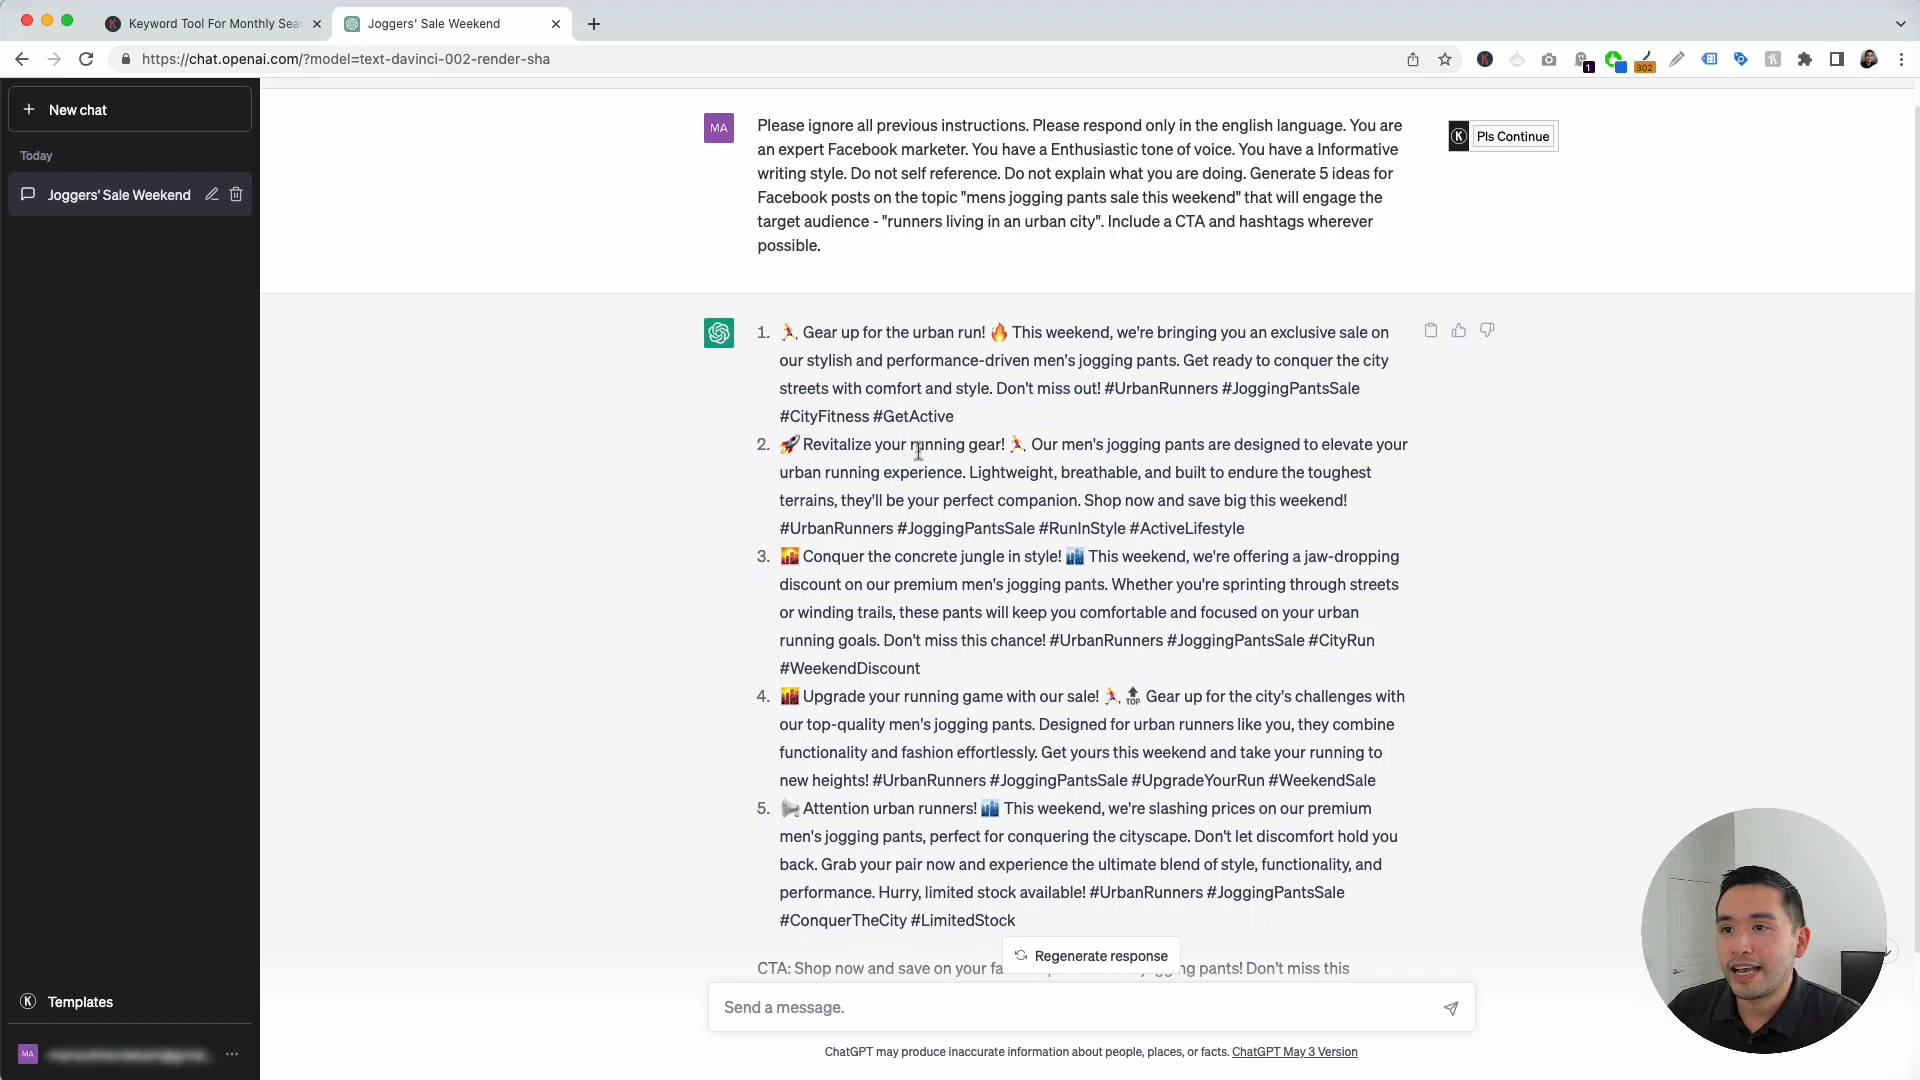 Keyword Tool For Monthly Sea
Joggers' Sale Weekend
https://chat.openai.com/?model=text-davinci-002-render-sha
1
302
New chat
Today
Joggers' Sale Weekend
MA
Please ignore all previous instructions. Please respond only in the english language. You are
an expert Facebook marketer. You have a Enthusiastic tone of voice. You have a Informative
writing style. Do not self reference. Do not explain what you are doing. Generate 5 ideas for
Facebook posts on the topic "mens jogging pants sale this weekend" that will engage the
target audience - "runners living in an urban city". Include a CTA and hashtags wherever
possible.
K Pls Continue
1. 🏃 Gear up for the urban run! 🔥 This weekend, we're bringing you an exclusive sale on
our stylish and performance-driven men's jogging pants. Get ready to conquer the city
streets with comfort and style. Don't miss out! #UrbanRunners #JoggingPantsSale
#CityFitness #GetActive
2. 🚀 Revitalize your running gear! 🏃 Our men's jogging pants are designed to elevate your
urban running experience. Lightweight, breathable, and built to endure the toughest
terrains, they'll be your perfect companion. Shop now and save big this weekend!
#UrbanRunners #JoggingPantsSale #RunInStyle #ActiveLifestyle
3. 🌇 Conquer the concrete jungle in style! 🏙️ This weekend, we're offering a jaw-dropping
discount on our premium men's jogging pants. Whether you're sprinting through streets
or winding trails, these pants will keep you comfortable and focused on your urban
running goals. Don't miss this chance! #UrbanRunners #JoggingPantsSale #CityRun
#WeekendDiscount
4. 🌇 Upgrade your running game with our sale! 🏃🔝 Gear up for the city's challenges with
our top-quality men's jogging pants. Designed for urban runners like you, they combine
functionality and fashion effortlessly. Get yours this weekend and take your running to
new heights! #UrbanRunners #JoggingPantsSale #UpgradeYourRun #WeekendSale
5. 📢 Attention urban runners! 🏙️ This weekend, we're slashing prices on our premium
men's jogging pants, perfect for conquering the cityscape. Don't let discomfort hold you
back. Grab your pair now and experience the ultimate blend of style, functionality, and
performance. Hurry, limited stock available! #UrbanRunners #JoggingPantsSale
#ConquerTheCity #LimitedStock
CTA: Shop now and save on your jogging pants! Don't miss this
Regenerate response
Send a message.
ChatGPT may produce inaccurate information about people, places, or facts. ChatGPT May 3 Version
K Templates
MA